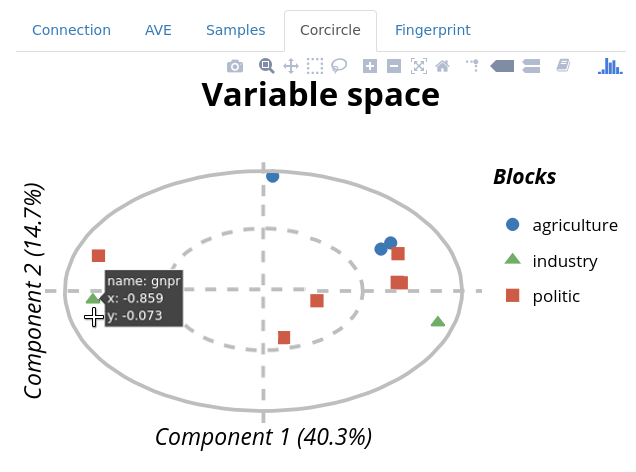 Connection AVE Samples Corcircle Fingerprint
Variable space
Component 2 (14.7%)
name: gnpr
x: -0.859
y: -0.073
Component 1 (40.3%)
Blocks
agriculture
industry
politic